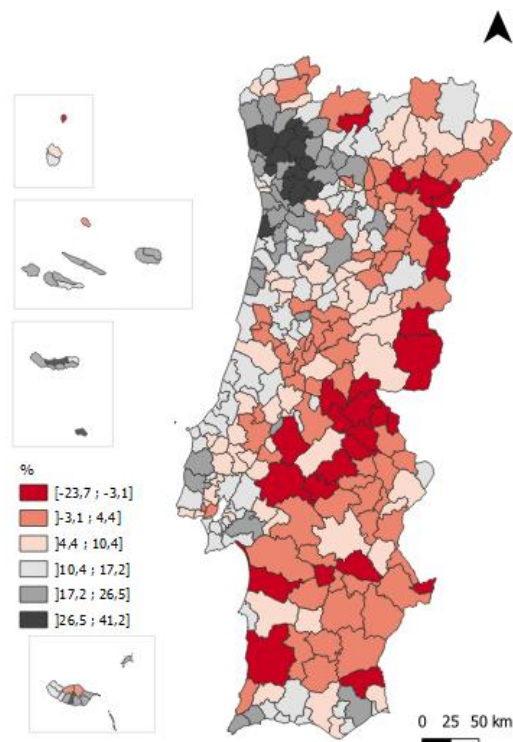 %
[-23,7 ; -3,1]
]-3,1 ; 4,4]
]4,4 ; 10,4]
]10,4 ; 17,2]
]17,2 ; 26,5]
]26,5 ; 41,2]
0 25 50 km